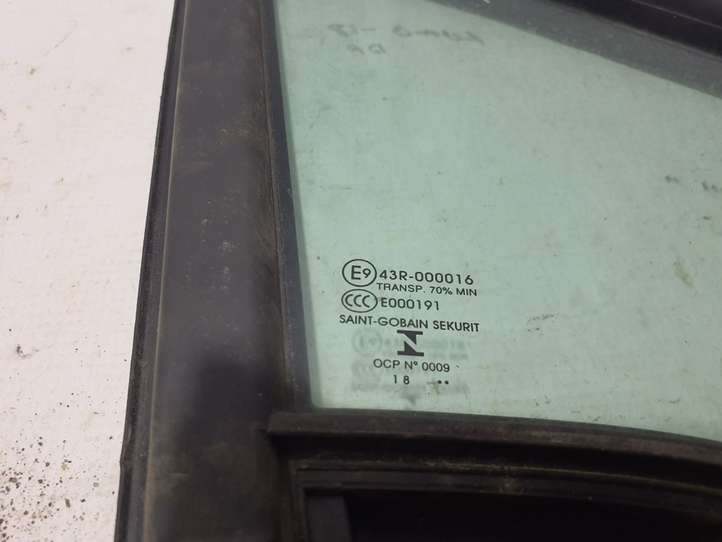 E9 43R-000016
TRANSP. 70% MIN
CCC E000191
SAINT-GOBAIN SEKURIT
N
OCP N° 0009
18 ..